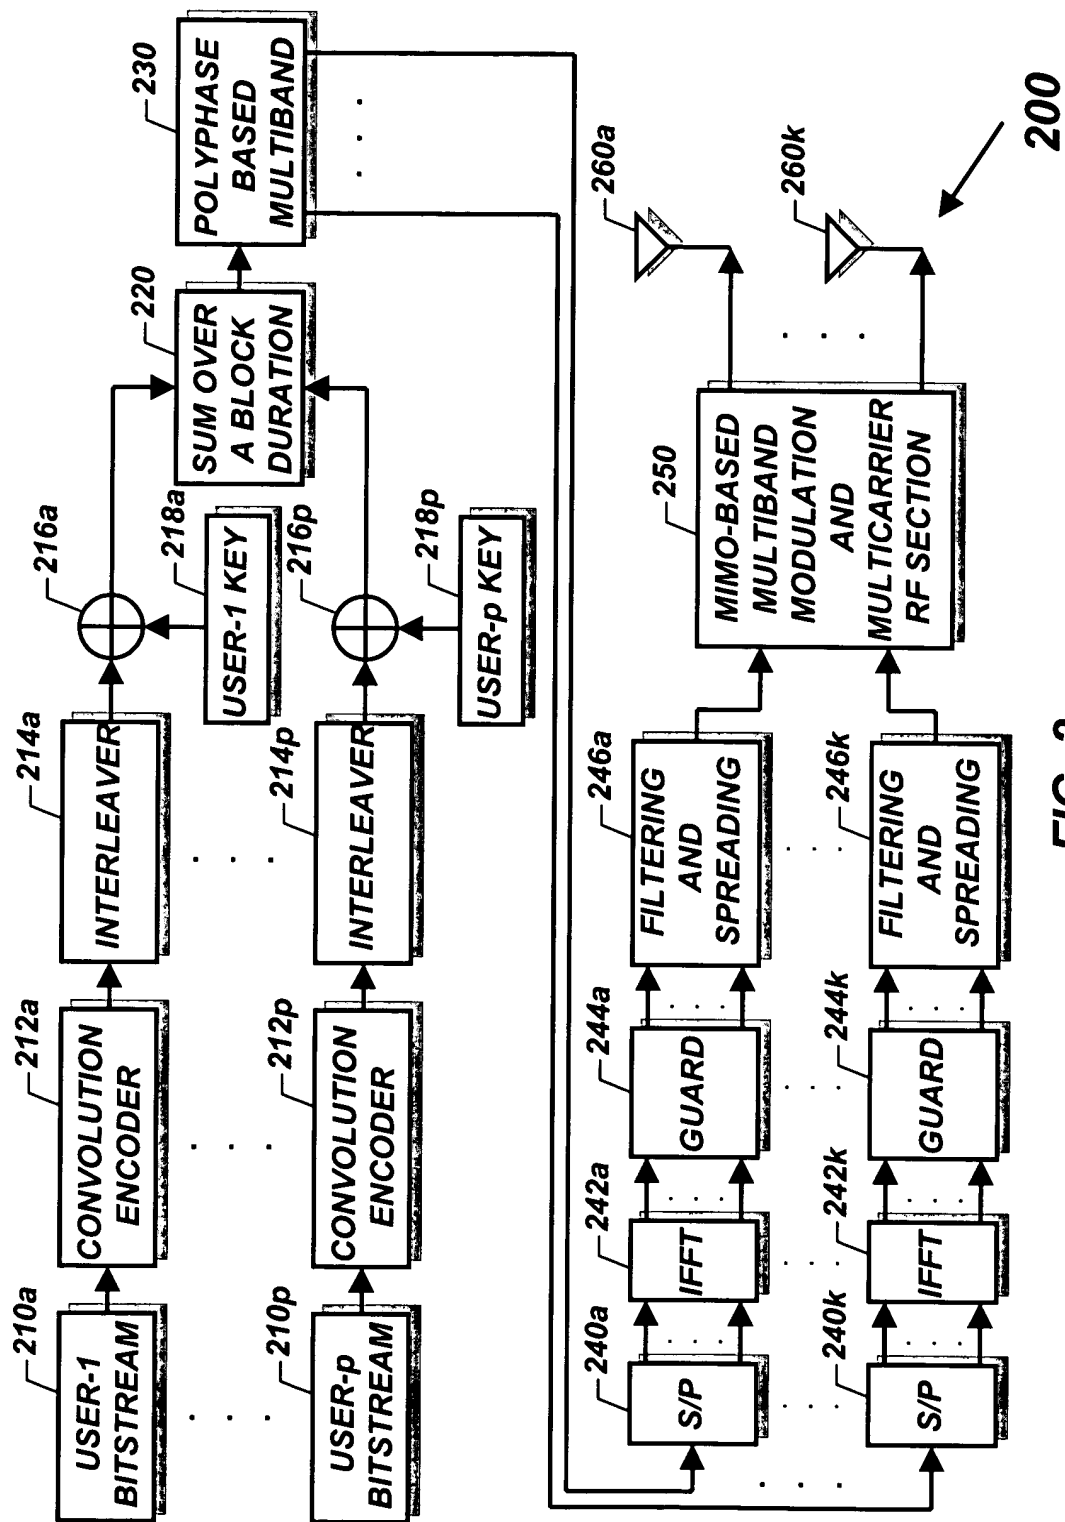 210a
USER-1
BITSTREAM
212a
CONVOLUTION
ENCODER
214a
INTERLEAVER
216a
218a
USER-1 KEY
220
SUM OVER
A BLOCK
DURATION
230
POLYPHASE
BASED
MULTIBAND
210p
USER-p
BITSTREAM
212p
CONVOLUTION
ENCODER
214p
INTERLEAVER
216p
218p
USER-p KEY
240a
S/P
242a
IFFT
244a
GUARD
246a
FILTERING
AND
SPREADING
250
MIMO-BASED
MULTIBAND
MODULATION
AND
MULTICARRIER
RF SECTION
260a
260k
240k
S/P
242k
IFFT
244k
GUARD
246k
FILTERING
AND
SPREADING
200
FIG.